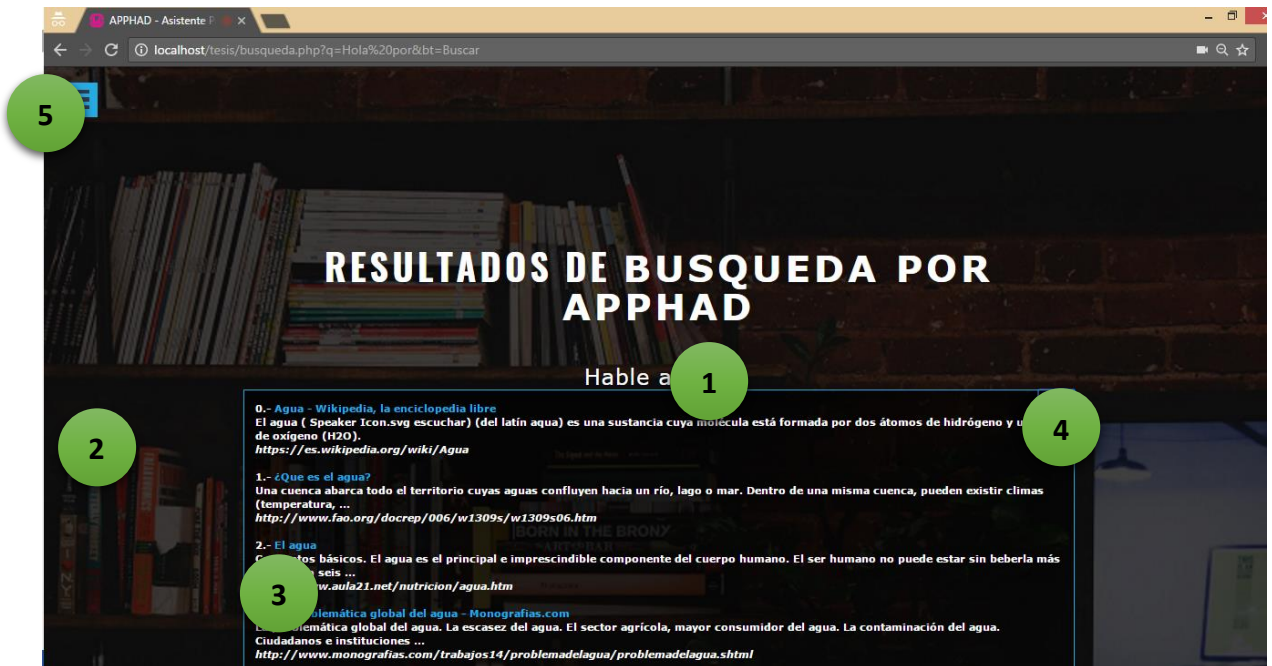 APPHAD - Asistente P
localhost/tesis/busqueda.php?q=Hola%20por&bt=Buscar
5
RESULTADOS DE BUSQUEDA POR
APPHAD
Hable a
1
0.- Agua - Wikipedia, la enciclopedia libre
El agua ( Speaker Icon.svg escuchar) (del latín aqua) es una sustancia cuya molécula está formada por dos átomos de hidrógeno y
de oxígeno (H2O).
https://es.wikipedia.org/wiki/Agua
4
2
1.- ¿Que es el agua?
Una cuenca abarca todo el territorio cuyas aguas confluyen hacia un río, lago o mar. Dentro de una misma cuenca, pueden existir climas
(temperatura, ...
http://www.fao.org/docrep/006/w1309s/w1309s06.htm
BORN IN THE BRONX
2.- El agua
básicos. El agua es el principal e imprescindible componente del cuerpo humano. El ser humano no puede estar sin beberla más
seis ...
aula21.net/nutricion/agua.htm
3
global del agua - Monografias.com
global del agua. La escasez del agua. El sector agrícola, mayor consumidor del agua. La contaminación del agua.
Ciudadanos e instituciones ...
http://www.monografias.com/trabajos14/problemadelagua/problemadelagua.shtml